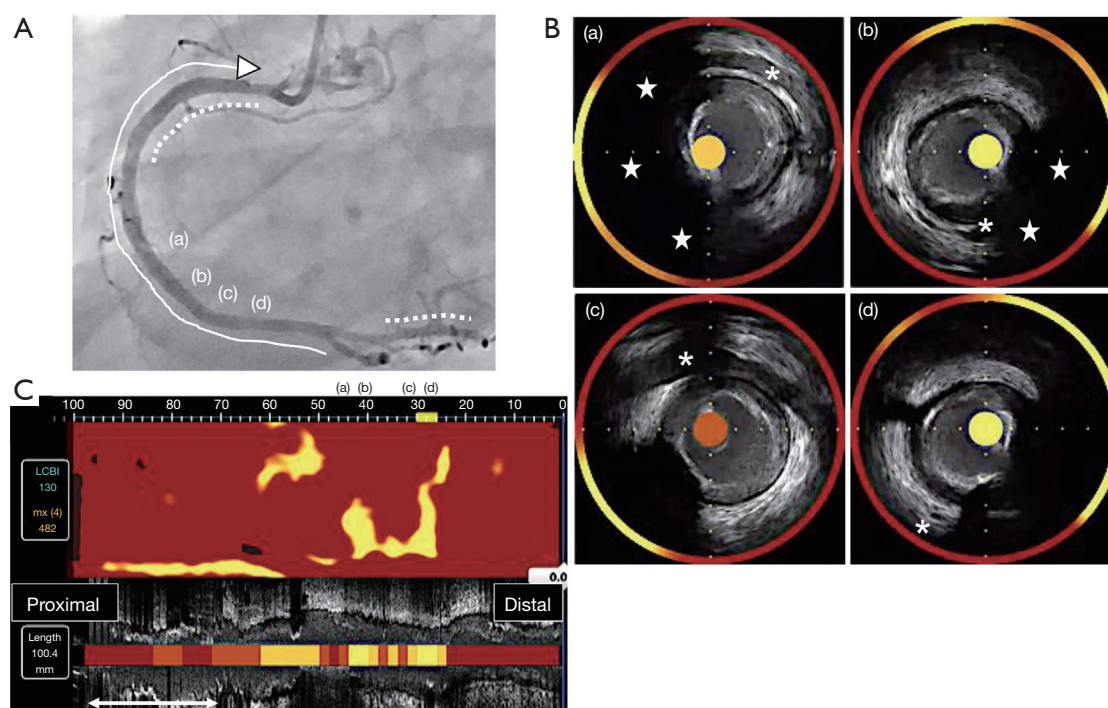 A
(a)
(b)
(c)
(d)
B
(a)
*
(b)
*
(c)
*
(d)
*
C
(a) (b) (c) (d)
100 90 80 70 60 50 40 30 20 10 0
LCBI
130
mx (4)
482
0.0
Proximal
Distal
Length
100.4
mm